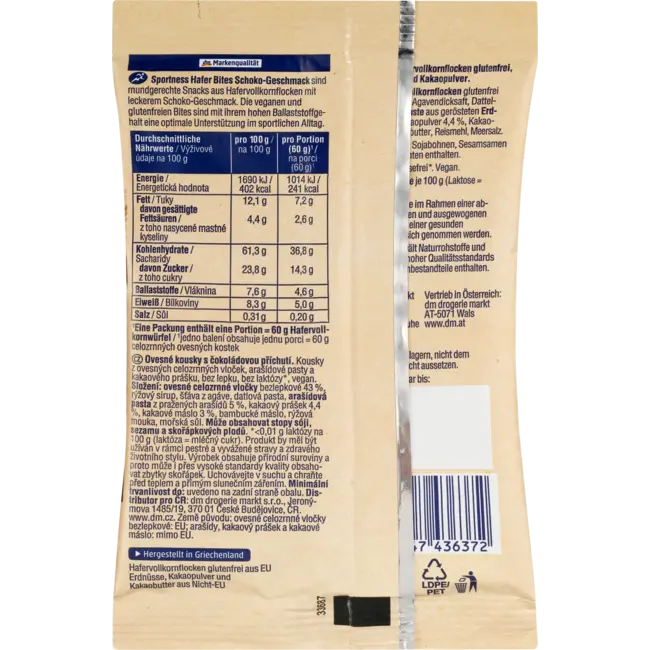 dm Markenqualität
Sportness Hafer Bites Schoko-Geschmack sind
mundgerechte Snacks aus Hafervollkornflocken mit
leckerem Schoko-Geschmack. Die veganen und
glutenfreien Bites sind mit ihrem hohen Ballaststoffge-
halt eine optimale Unterstützung im sportlichen Alltag.
Durchschnittliche Nährwerte / Výživové údaje na 100 g pro 100 g / na 100 g pro Portion (60 g)¹ / na porci (60 g)¹
Energie / Energetická hodnota 1690 kJ / 402 kcal 1014 kJ / 241 kcal
Fett / Tuky 12,1 g 7,2 g
davon gesättigte Fettsäuren / z toho nasycené mastné kyseliny 4,4 g 2,6 g
Kohlenhydrate / Sacharidy 61,3 g 36,8 g
davon Zucker / z toho cukry 23,8 g 14,3 g
Ballaststoffe / Vláknina 7,6 g 4,6 g
Eiweiß / Bílkoviny 8,3 g 5,0 g
Salz / Sůl 0,31 g 0,20 g
¹Eine Packung enthält eine Portion = 60 g Hafervoll-
kornwürfel / ¹jedno balení obsahuje jednu porci = 60 g
celozrnných ovesných kostek
CZ Ovesné kousky s čokoládovou příchutí. Kousky
z ovesných celozrnných vloček, arašídové pasty a
kakaového prášku, bez lepku, bez laktózy*, vegan.
Složení: ovesné celozrnné vločky bezlepkové 43 %,
rýžový sirup, šťáva z agáve, datlová pasta, arašídová
pasta z pražených arašídů 5 %, kakaový prášek 4,4
%, kakaové máslo 3 %, bambucké máslo, rýžová
mouka, mořská sůl. Může obsahovat stopy sóji,
sezamu a skořápkových plodů. *<0,01 g laktózy na
100 g (laktóza = mléčný cukr). Produkt by měl být
užíván v rámci pestré a vyvážené stravy a zdravého
životního stylu. Výrobek obsahuje přírodní suroviny a
proto může i přes vysoké standardy kvality obsaho-
vat zbytky skořápek. Uchovávejte v suchu a chraňte
před teplem a přímým slunečním zářením. Minimální
trvanlivost do: uvedeno na zadní straně obalu. Dis-
tributor pro ČR: dm drogerie markt s.r.o., Jeroný-
mova 1485/19, 370 01 České Budějovice, ČR.
www.dm.cz. Země původu: ovesné celozrnné vločky
bezlepkové: EU; arašídy, kakaový prášek a kakaové
máslo: mimo EU.
Hergestellt in Griechenland
Hafervollkornflocken glutenfrei aus EU
Erdnüsse, Kakaopulver und
Kakaobutter aus Nicht-EU
33687
ervollkornflocken glutenfrei,
d Kakaopulver.
lkornflocken glutenfrei
Agavendicksaft, Dattel-
ste aus gerösteten Erd-
opulver 4,4 %, Kakao-
utter, Reismehl, Meersalz.
Sojabohnen, Sesamsamen
ten enthalten.
sefrei*. Vegan.
e je 100 g (Laktose =
e im Rahmen einer ab-
en und ausgewogenen
einer gesunden
ich genommen werden.
ält Naturrohstoffe und
oher Qualitätsstandards
nbestandteile enthalten.
kt Vertrieb in Österreich:
dm drogerie markt
AT-5071 Wals
uhe www.dm.at
lagern, nicht dem
ht aussetzen.
ar bis:
47 436372
LDPE/
PET